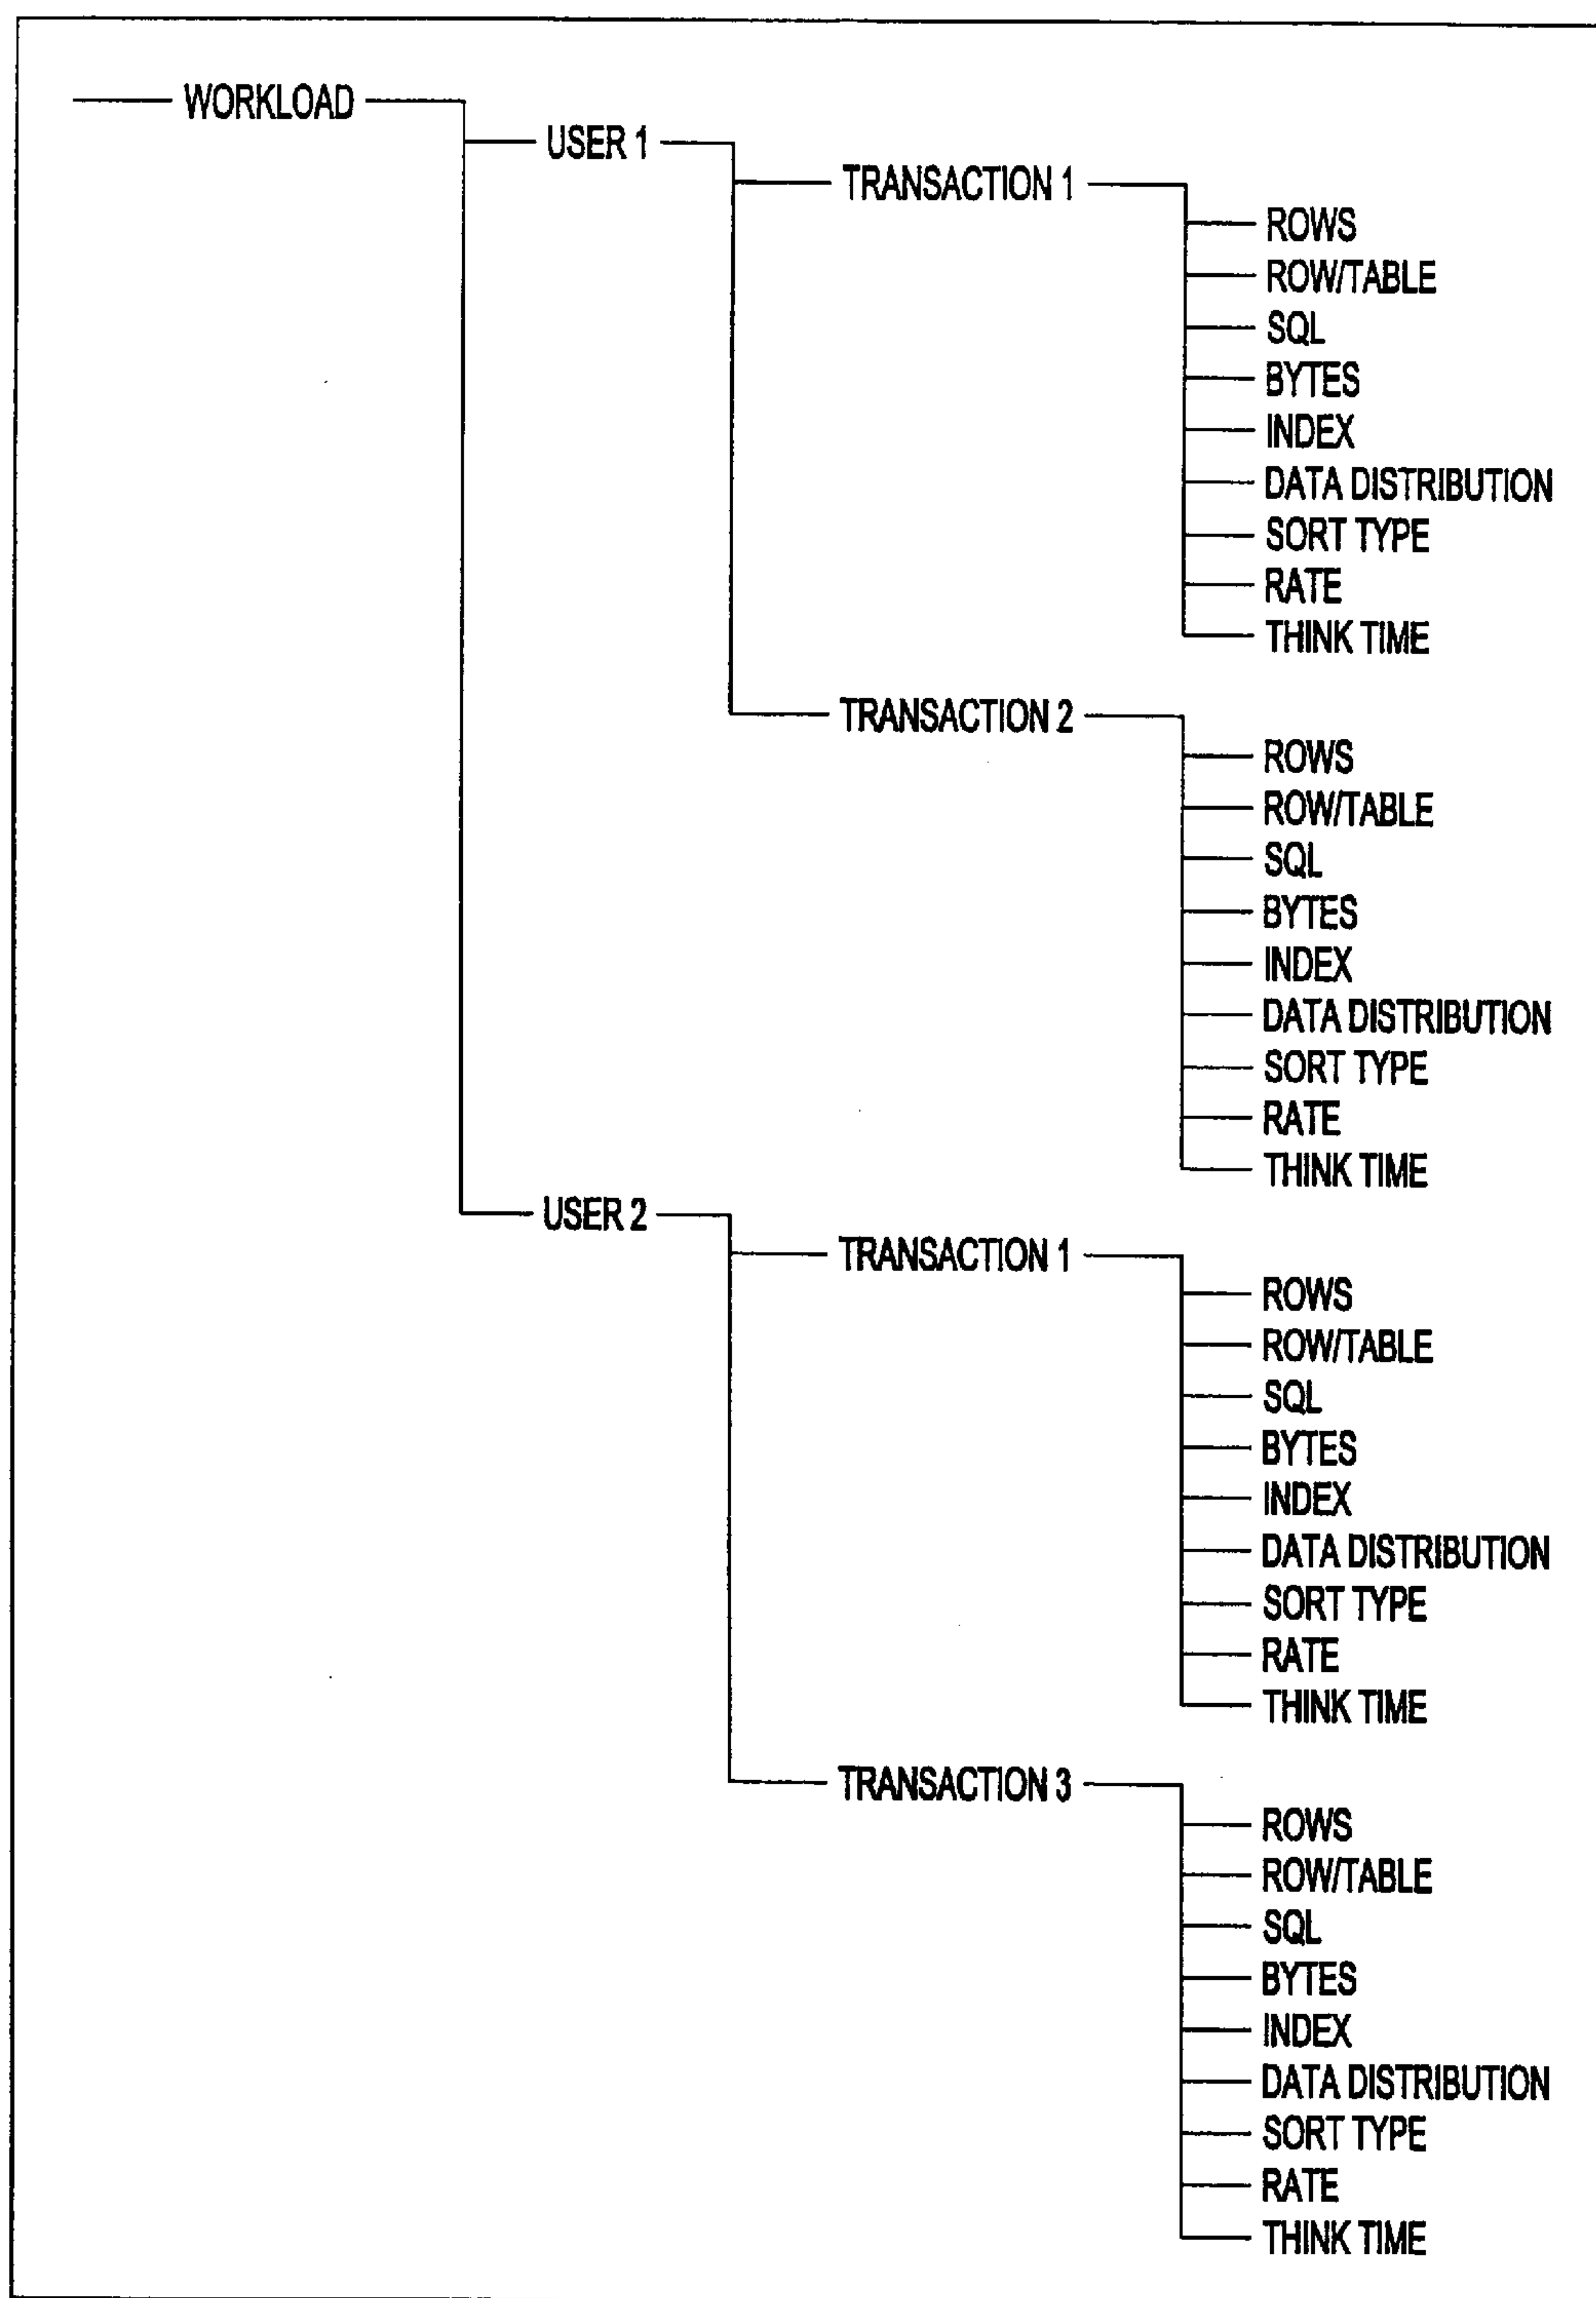 WORKLOAD
USER 1
TRANSACTION 1
ROWS
ROW/TABLE
SQL
BYTES
INDEX
DATA DISTRIBUTION
SORT TYPE
RATE
THINK TIME
TRANSACTION 2
ROWS
ROW/TABLE
SQL
BYTES
INDEX
DATA DISTRIBUTION
SORT TYPE
RATE
THINK TIME
USER 2
TRANSACTION 1
ROWS
ROW/TABLE
SQL
BYTES
INDEX
DATA DISTRIBUTION
SORT TYPE
RATE
THINK TIME
TRANSACTION 3
ROWS
ROW/TABLE
SQL
BYTES
INDEX
DATA DISTRIBUTION
SORT TYPE
RATE
THINK TIME